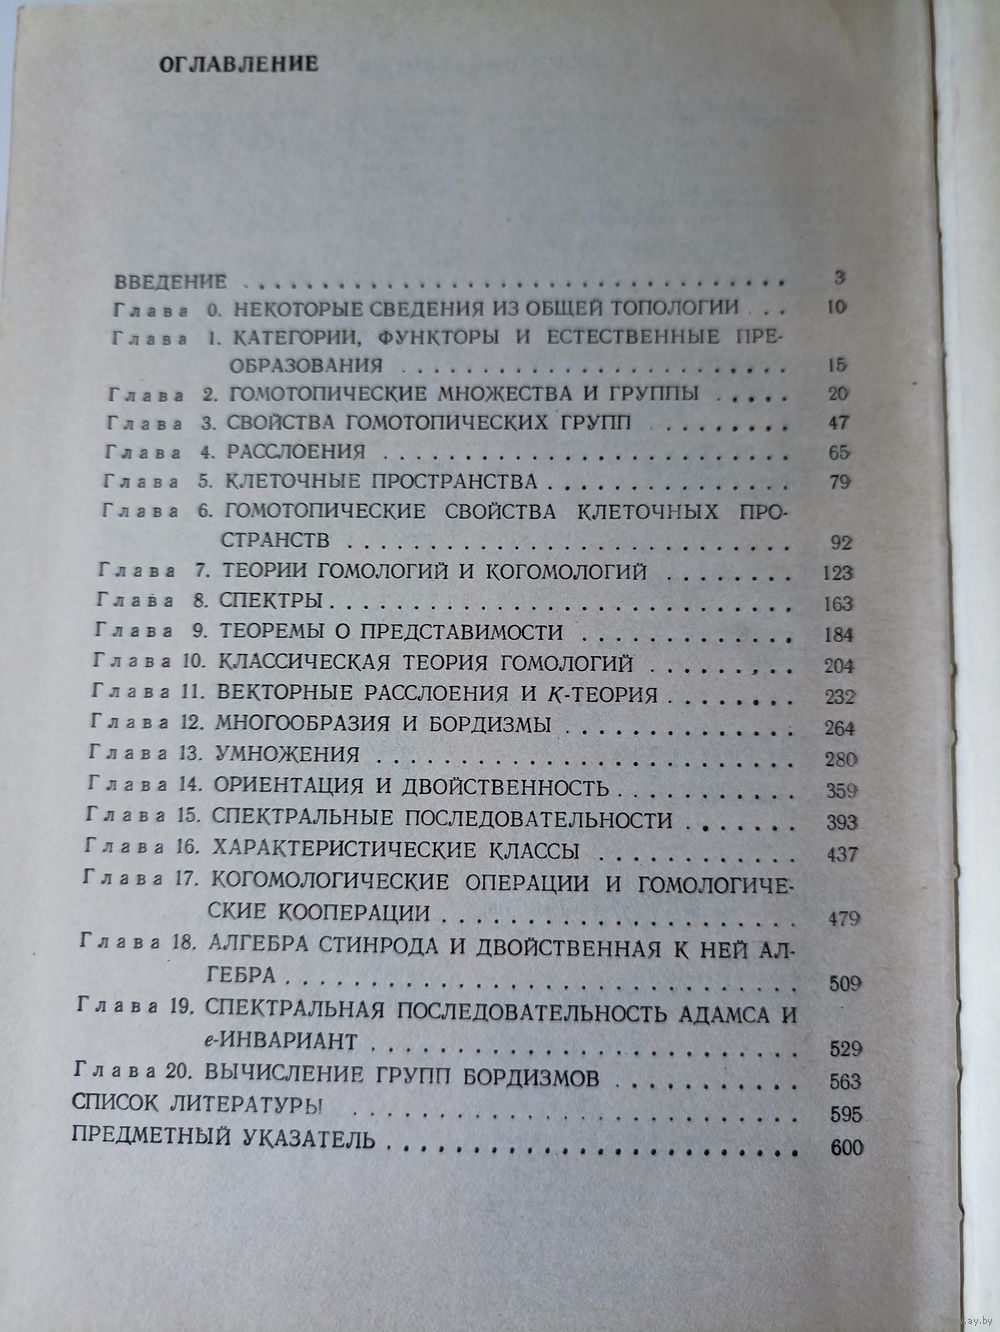 ОГЛАВЛЕНИЕ
ВВЕДЕНИЕ . . . . . . . . . . . . . . . . . . . . . . . . . 3
Глава 0. НЕКОТОРЫЕ СВЕДЕНИЯ ИЗ ОБЩЕЙ ТОПОЛОГИИ . . . 10
Глава 1. КАТЕГОРИИ, ФУНКТОРЫ И ЕСТЕСТВЕННЫЕ ПРЕ-
ОБРАЗОВАНИЯ . . . . . . . . . . . . . . . . . . 15
Глава 2. ГОМОТОПИЧЕСКИЕ МНОЖЕСТВА И ГРУППЫ . . . . . 20
Глава 3. СВОЙСТВА ГОМОТОПИЧЕСКИХ ГРУПП . . . . . . . . 47
Глава 4. РАССЛОЕНИЯ . . . . . . . . . . . . . . . . . . . 65
Глава 5. КЛЕТОЧНЫЕ ПРОСТРАНСТВА . . . . . . . . . . . . 79
Глава 6. ГОМОТОПИЧЕСКИЕ СВОЙСТВА КЛЕТОЧНЫХ ПРО-
СТРАНСТВ . . . . . . . . . . . . . . . . . . . . . 92
Глава 7. ТЕОРИИ ГОМОЛОГИЙ И КОГОМОЛОГИЙ . . . . . . . 123
Глава 8. СПЕКТРЫ . . . . . . . . . . . . . . . . . . . . . . 163
Глава 9. ТЕОРЕМЫ О ПРЕДСТАВИМОСТИ . . . . . . . . . . 184
Глава 10. КЛАССИЧЕСКАЯ ТЕОРИЯ ГОМОЛОГИЙ . . . . . . . 204
Глава 11. ВЕКТОРНЫЕ РАССЛОЕНИЯ И K-ТЕОРИЯ . . . . . . 232
Глава 12. МНОГООБРАЗИЯ И БОРДИЗМЫ . . . . . . . . . . . 264
Глава 13. УМНОЖЕНИЯ . . . . . . . . . . . . . . . . . . . . 280
Глава 14. ОРИЕНТАЦИЯ И ДВОЙСТВЕННОСТЬ . . . . . . . . . 359
Глава 15. СПЕКТРАЛЬНЫЕ ПОСЛЕДОВАТЕЛЬНОСТИ . . . . . . 393
Глава 16. ХАРАКТЕРИСТИЧЕСКИЕ КЛАССЫ . . . . . . . . . . 437
Глава 17. КОГОМОЛОГИЧЕСКИЕ ОПЕРАЦИИ И ГОМОЛОГИЧЕ-
СКИЕ КООПЕРАЦИИ . . . . . . . . . . . . . . . . . 479
Глава 18. АЛГЕБРА СТИНРОДА И ДВОЙСТВЕННАЯ К НЕЙ АЛ-
ГЕБРА . . . . . . . . . . . . . . . . . . . . . . . . 509
Глава 19. СПЕКТРАЛЬНАЯ ПОСЛЕДОВАТЕЛЬНОСТЬ АДАМСА И
e-ИНВАРИАНТ . . . . . . . . . . . . . . . . . . . . 529
Глава 20. ВЫЧИСЛЕНИЕ ГРУПП БОРДИЗМОВ . . . . . . . . . 563
СПИСОК ЛИТЕРАТУРЫ . . . . . . . . . . . . . . . . . . . . . 595
ПРЕДМЕТНЫЙ УКАЗАТЕЛЬ . . . . . . . . . . . . . . . . . . . 600
www.ay.by